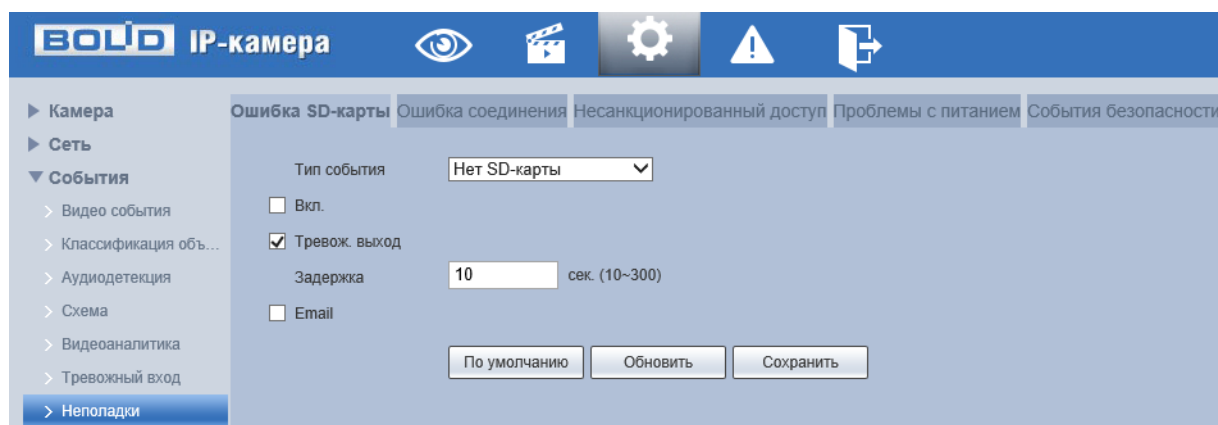 BOLID IP-камера
Камера
Сеть
События
Видео события
Классификация объ...
Аудиодетекция
Схема
Видеоаналитика
Тревожный вход
Неполадки
Ошибка SD-карты Ошибка соединения Несанкционированный доступ Проблемы с питанием События безопасности
Тип события Нет SD-карты
Вкл.
Тревож. выход
Задержка 10 сек. (10~300)
Email
По умолчанию Обновить Сохранить